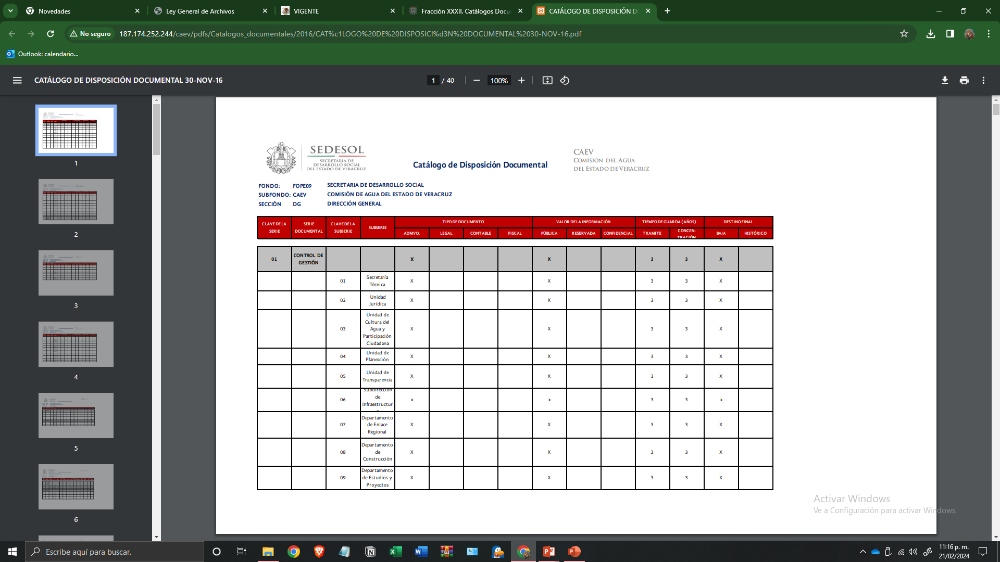 Novedades
Ley General de Archivos
VIGENTE
Fracción XXXII. Catálogos Docu
CATÁLOGO DE DISPOSICIÓN D
No seguro
187.174.252.244/caev/pdfs/Catalogos_documentales/2016/CAT%c1LOGO%20DE%20DISPOSICI%d3N%20DOCUMENTAL%2030-NOV-16.pdf
Outlook: calendario...
CATÁLOGO DE DISPOSICIÓN DOCUMENTAL 30-NOV-16
1 / 40
100%
1
2
3
4
5
6
SEDESOL
SECRETARÍA DE
DESARROLLO SOCIAL
DEL ESTADO DE VERACRUZ
Catálogo de Disposición Documental
CAEV
COMISIÓN DEL AGUA
DEL ESTADO DE VERACRUZ
FONDO: FOPE09 SECRETARIA DE DESARROLLO SOCIAL
SUBFONDO: CAEV COMISIÓN DE AGUA DEL ESTADO DE VERACRUZ
SECCIÓN DG DIRECCIÓN GENERAL
CLAVE DE LA SERIE
SERIE DOCUMENTAL
CLAVE DE LA SUBSERIE
SUBSERIE
TIPO DE DOCUMENTO
VALOR DE LA INFORMACIÓN
TIEMPO DE GUARDA (AÑOS)
DESTINO FINAL
ADMVO. LEGAL CONTABLE FISCAL PÚBLICA RESERVADA CONFIDENCIAL TRAMITE CONCEN-TRACIÓN BAJA HISTÓRICO
01 CONTROL DE GESTIÓN X X 3 3 X
01 Secretaría Técnica X X 3 3 X
02 Unidad Jurídica X X 3 3 X
03 Unidad de Cultura del Agua y Participación Ciudadana X X 3 3 X
04 Unidad de Planeación X X 3 3 X
05 Unidad de Transparencia X X 3 3 X
06 Subdirección de Infraestructura x x 3 3 x
07 Departamento de Enlace Regional X X 3 3 X
08 Departamento de Construcción X X 3 3 X
09 Departamento de Estudios y Proyectos X X 3 3 X
Activar Windows
Ve a Configuración para activar Windows.
Escribe aquí para buscar.
11:16 p. m.
21/02/2024